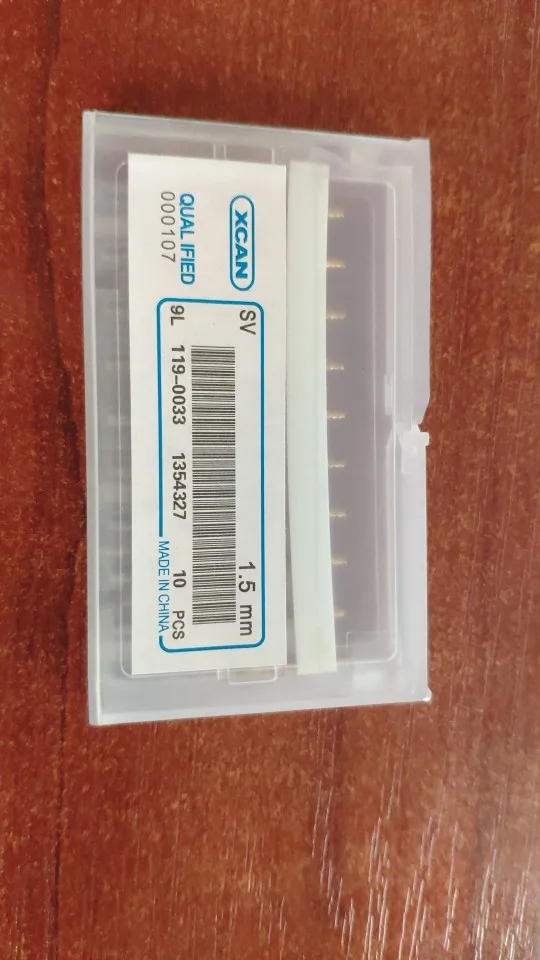 XCAN
QUALIFIED
000107
SV
1.5 mm
9L 119-0033 1354327 10 PCS
MADE IN CHINA